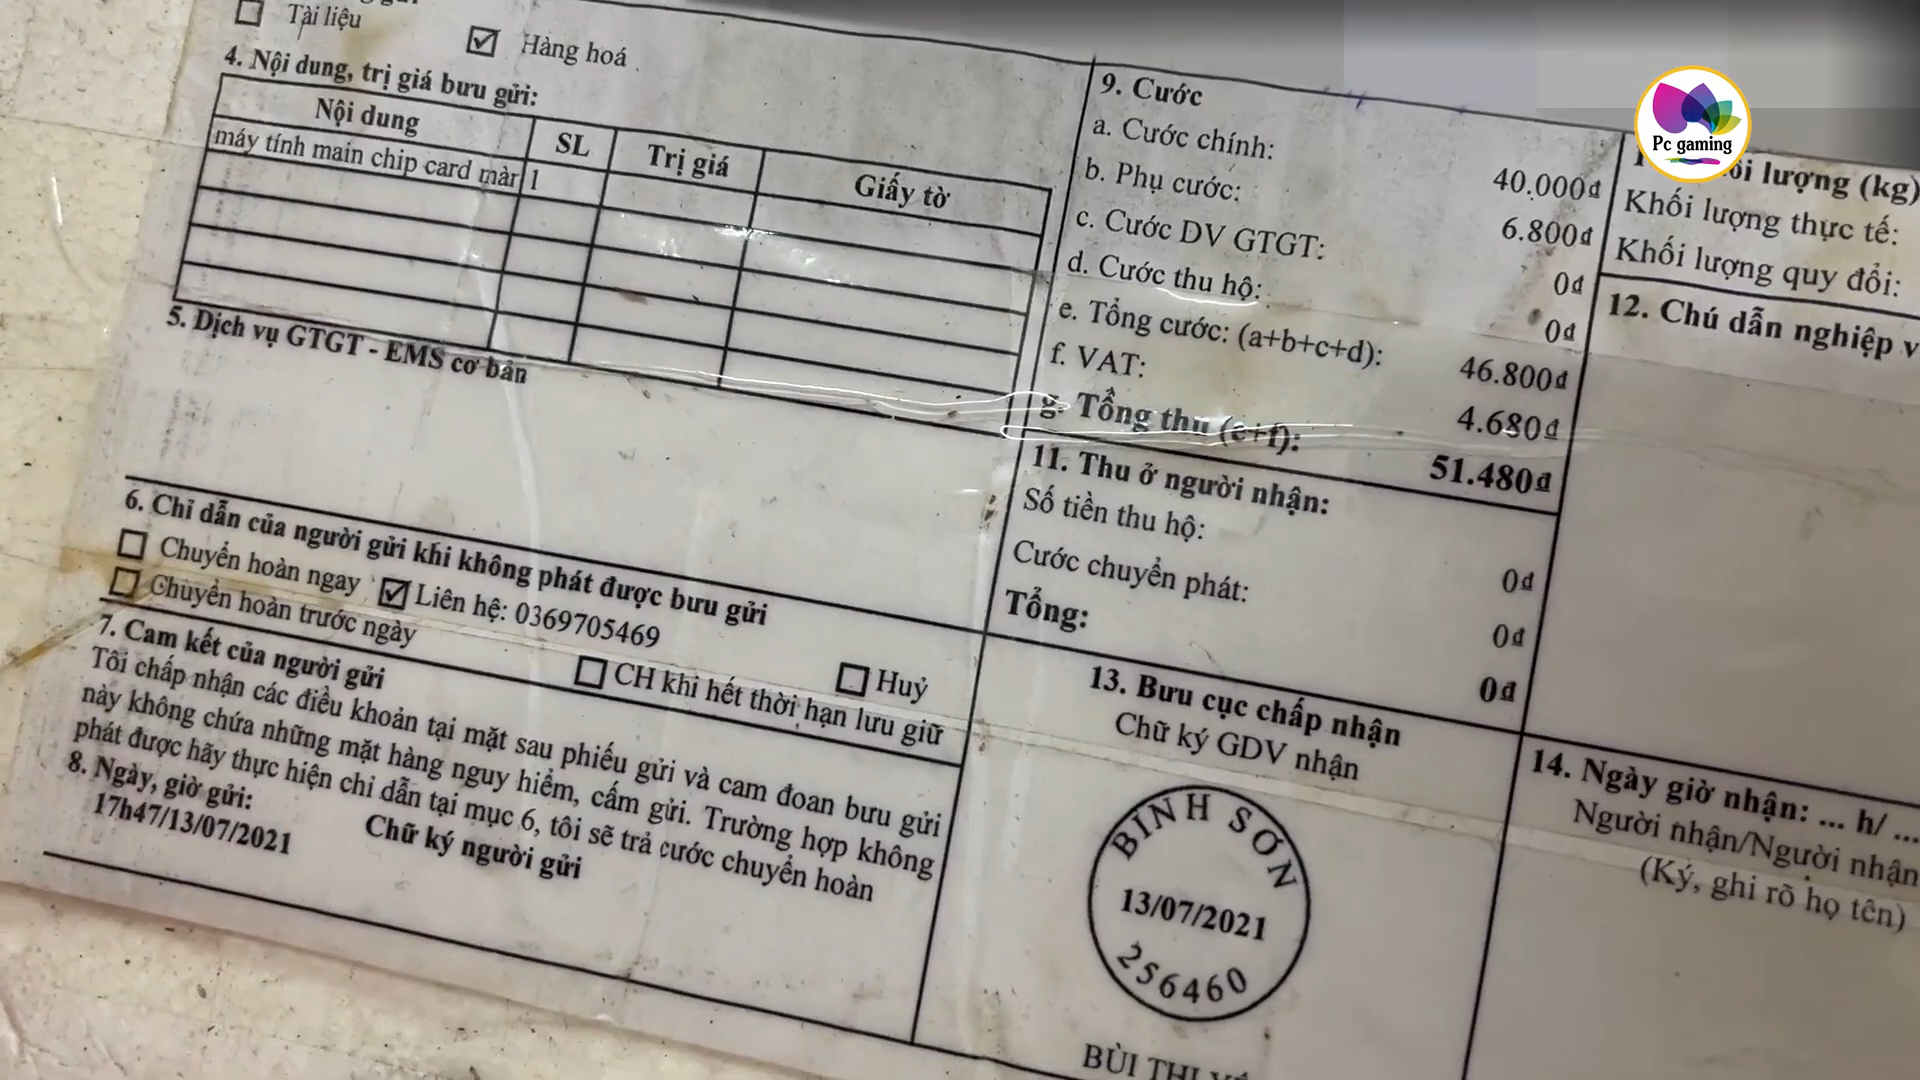 Tài liệu
Hàng hoá
4. Nội dung, trị giá bưu gửi:
Nội dung
SL
Trị giá
Giấy tờ
máy tính main chip card màr
1
5. Dịch vụ GTGT - EMS cơ bản
6. Chỉ dẫn của người gửi khi không phát được bưu gửi
Chuyển hoàn ngay
Liên hệ: 0369705469
Huỷ
Chuyển hoàn trước ngày
CH khi hết thời hạn lưu giữ
7. Cam kết của người gửi
Tôi chấp nhận các điều khoản tại mặt sau phiếu gửi và cam đoan bưu gửi
này không chứa những mặt hàng nguy hiểm, cấm gửi. Trường hợp không
phát được hãy thực hiện chỉ dẫn tại mục 6, tôi sẽ trả cước chuyển hoàn
8. Ngày, giờ gửi:
17h47/13/07/2021
Chữ ký người gửi
9. Cước
a. Cước chính:
40.000đ
b. Phụ cước:
6.800đ
c. Cước DV GTGT:
0đ
d. Cước thu hộ:
0đ
e. Tổng cước: (a+b+c+d):
46.800đ
f. VAT:
4.680đ
g. Tổng thu (e+f):
51.480đ
11. Thu ở người nhận:
Số tiền thu hộ:
0đ
Cước chuyển phát:
0đ
Tổng:
0đ
13. Bưu cục chấp nhận
Chữ ký GDV nhận
BINH SƠN
13/07/2021
256460
BÙI THỊ
Pc gaming
lượng (kg)
Khối lượng thực tế:
Khối lượng quy đổi:
12. Chú dẫn nghiệp v
14. Ngày giờ nhận: ... h/ ...
Người nhận/Người nhận
(Ký, ghi rõ họ tên)